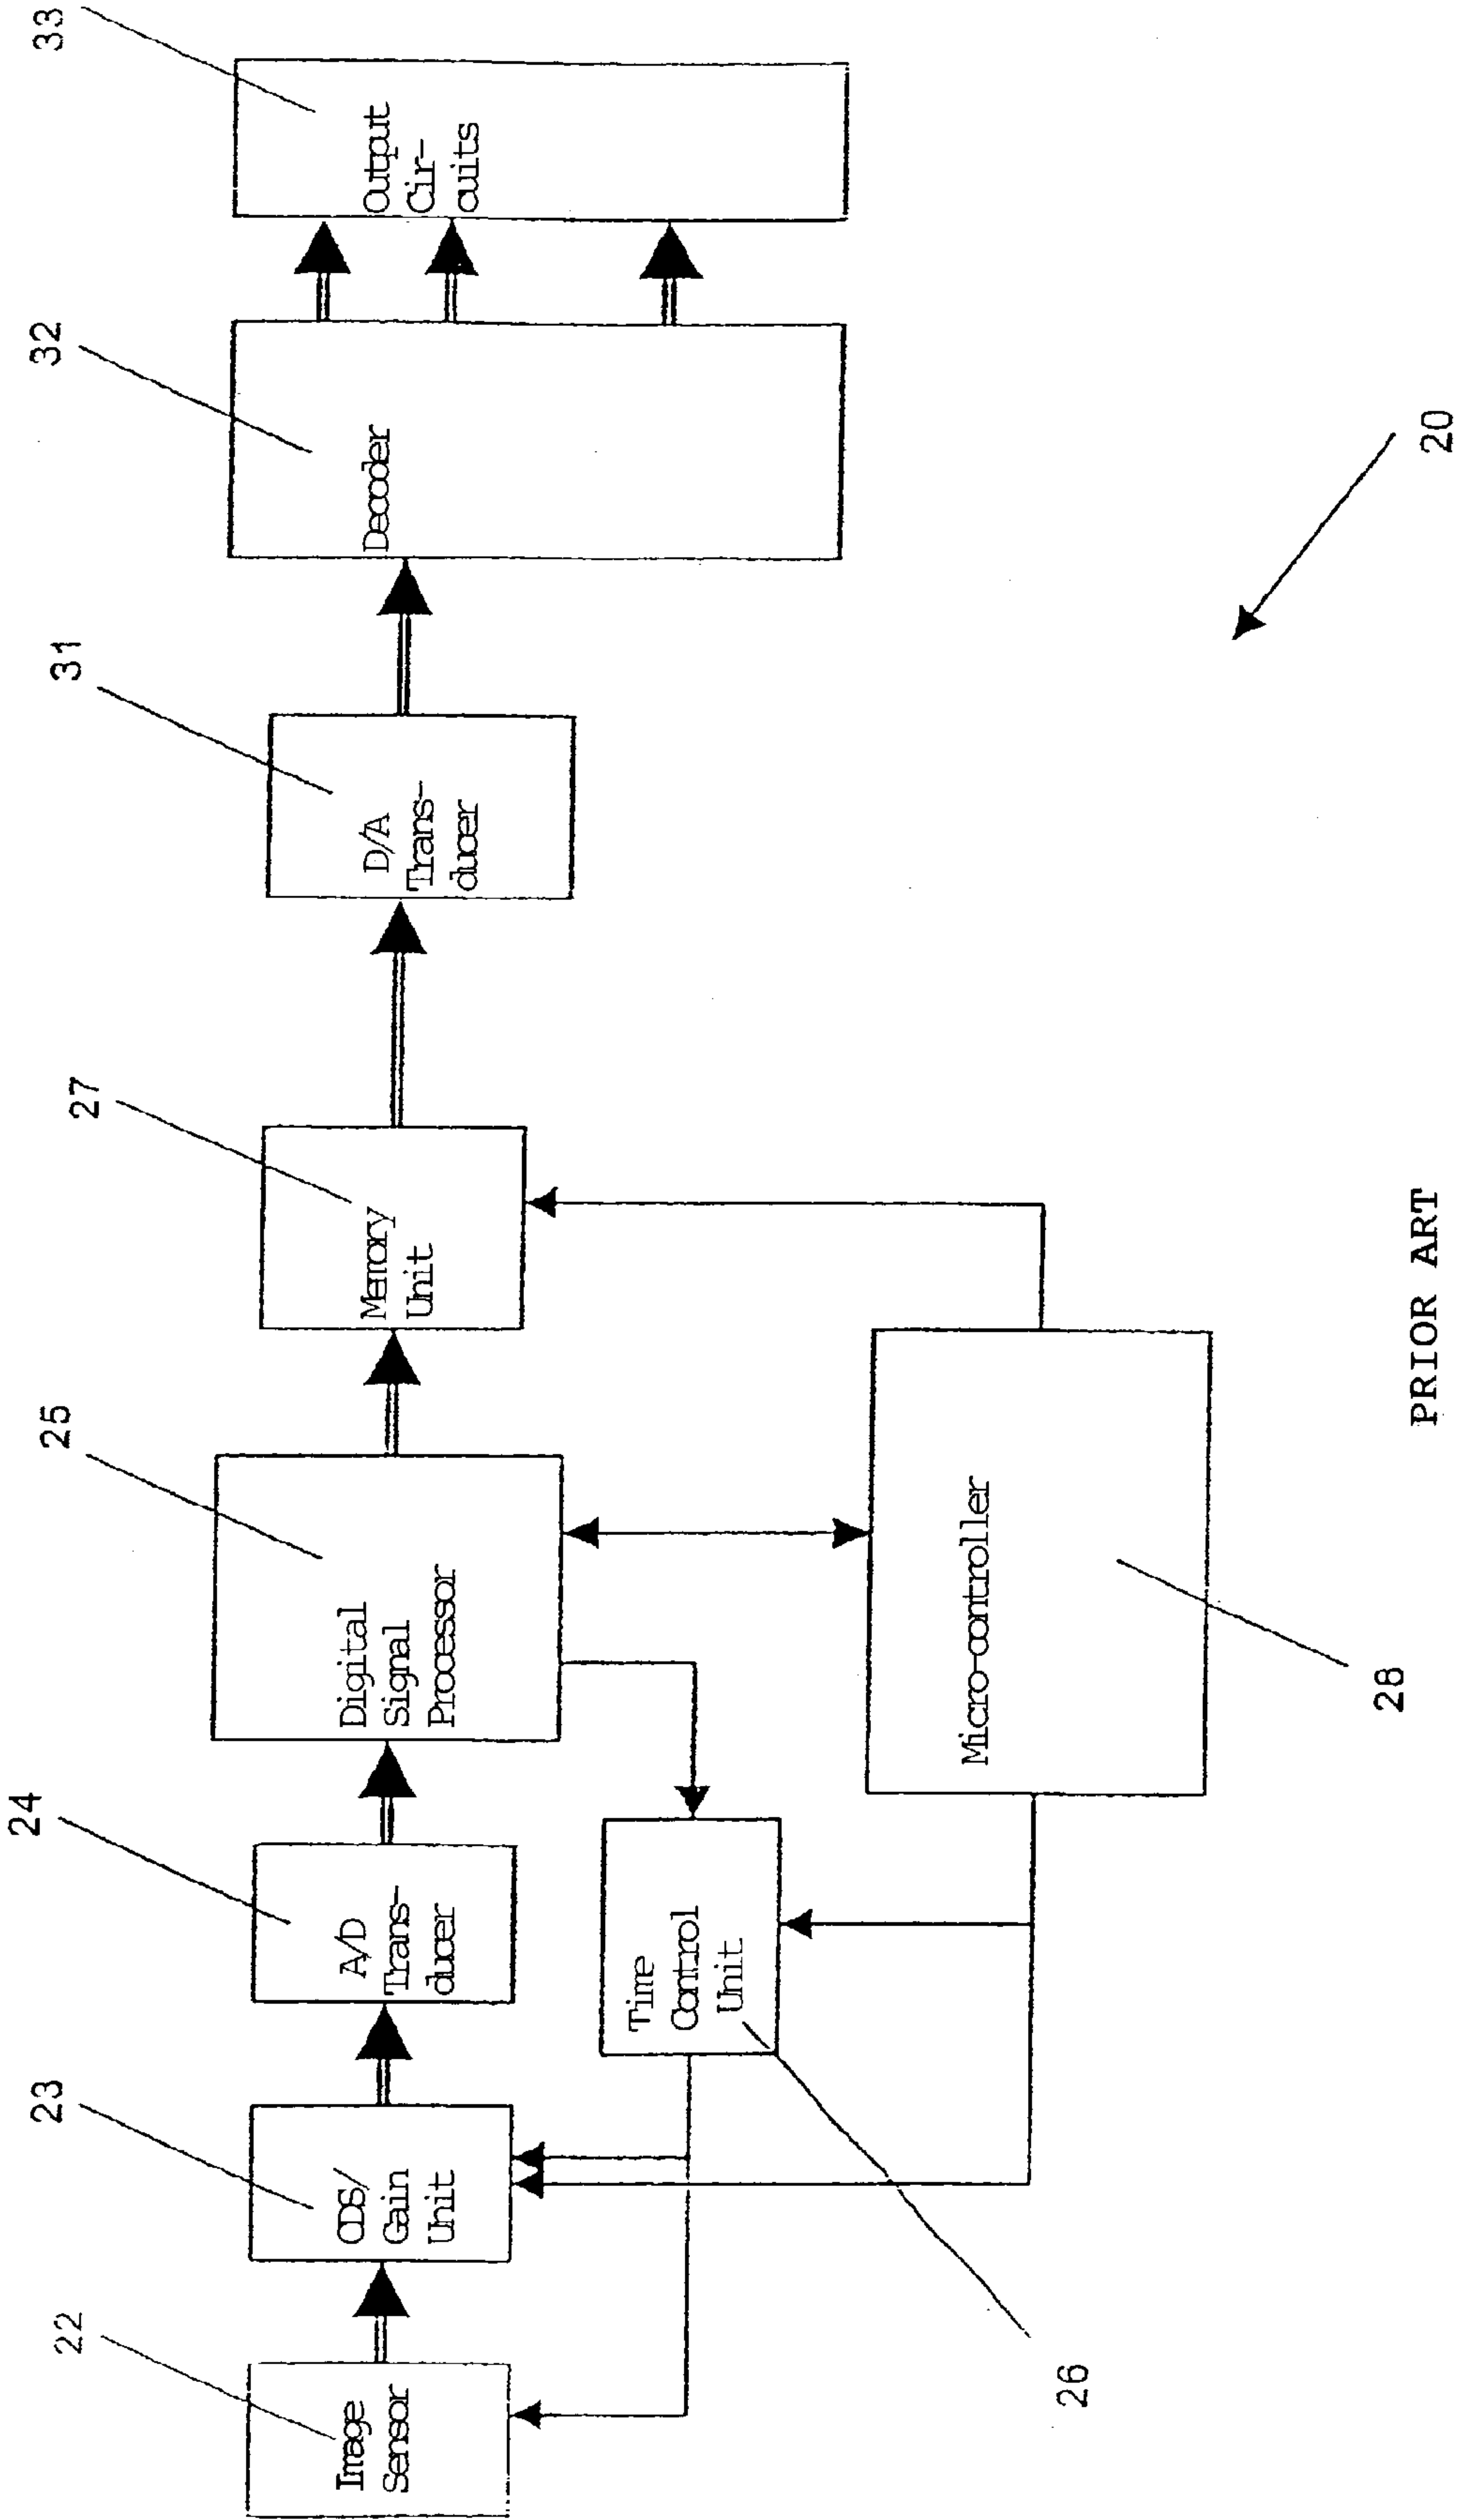 22
23
24
25
27
31
32
33
Image
Sensor
CDS/
Gain
Unit
A/D
Trans-
ducer
Digital
Signal
Processor
Memory
Unit
D/A
Trans-
ducer
Decoder
Output
Cir-
cuits
Time
Control
Unit
Micro-controller
26
28
20
PRIOR ART